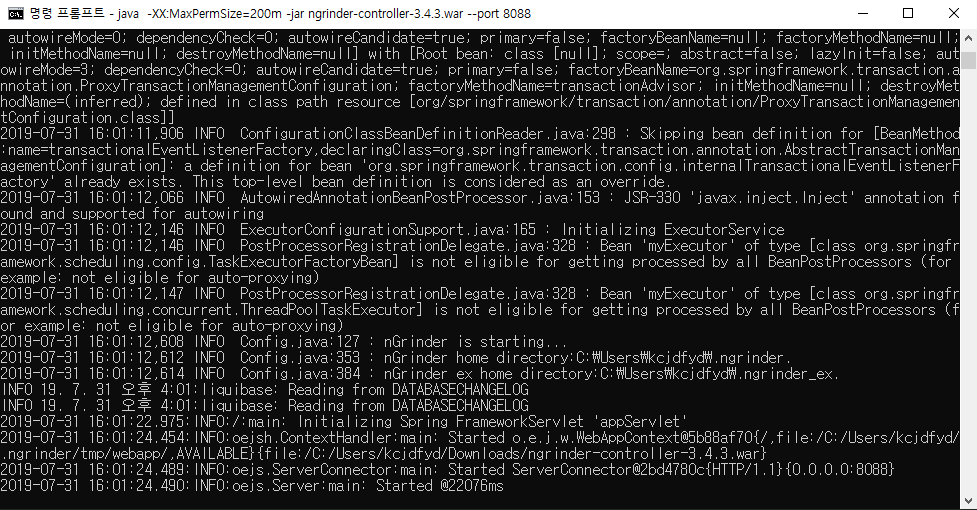 명령 프롬프트 - java  -XX:MaxPermSize=200m -jar ngrinder-controller-3.4.3.war --port 8088
autowireMode=0; dependencyCheck=0; autowireCandidate=true; primary=false; factoryBeanName=null; factoryMethodName=null;
initMethodName=null; destroyMethodName=null] with [Root bean: class [null]; scope=; abstract=false; lazyInit=false; aut
owireMode=3; dependencyCheck=0; autowireCandidate=true; primary=false; factoryBeanName=org.springframework.transaction.a
nnotation.ProxyTransactionManagementConfiguration; factoryMethodName=transactionAdvisor; initMethodName=null; destroyMet
hodName=(inferred); defined in class path resource [org/springframework/transaction/annotation/ProxyTransactionManagemen
tConfiguration.class]]
2019-07-31 16:01:11,906 INFO  ConfigurationClassBeanDefinitionReader.java:298 : Skipping bean definition for [BeanMethod
:name=transactionalEventListenerFactory,declaringClass=org.springframework.transaction.annotation.AbstractTransactionMan
agementConfiguration]: a definition for bean 'org.springframework.transaction.config.internalTransactionalEventListenerF
actory' already exists. This top-level bean definition is considered as an override.
2019-07-31 16:01:12,066 INFO  AutowiredAnnotationBeanPostProcessor.java:153 : JSR-330 'javax.inject.Inject' annotation f
ound and supported for autowiring
2019-07-31 16:01:12,146 INFO  ExecutorConfigurationSupport.java:165 : Initializing ExecutorService
2019-07-31 16:01:12,146 INFO  PostProcessorRegistrationDelegate.java:328 : Bean 'myExecutor' of type [class org.springfr
amework.scheduling.config.TaskExecutorFactoryBean] is not eligible for getting processed by all BeanPostProcessors (for
example: not eligible for auto-proxying)
2019-07-31 16:01:12,147 INFO  PostProcessorRegistrationDelegate.java:328 : Bean 'myExecutor' of type [class org.springfr
amework.scheduling.concurrent.ThreadPoolTaskExecutor] is not eligible for getting processed by all BeanPostProcessors (f
or example: not eligible for auto-proxying)
2019-07-31 16:01:12,608 INFO  Config.java:127 : nGrinder is starting...
2019-07-31 16:01:12,612 INFO  Config.java:353 : nGrinder home directory:C:₩Users₩kcjdfyd₩.ngrinder.
2019-07-31 16:01:12,614 INFO  Config.java:384 : nGrinder ex home directory:C:₩Users₩kcjdfyd₩.ngrinder_ex.
INFO 19. 7. 31 오후 4:01:liquibase: Reading from DATABASECHANGELOG
INFO 19. 7. 31 오후 4:01:liquibase: Reading from DATABASECHANGELOG
2019-07-31 16:01:22.975:INFO:/:main: Initializing Spring FrameworkServlet 'appServlet'
2019-07-31 16:01:24.454:INFO:oejsh.ContextHandler:main: Started o.e.j.w.WebAppContext@5b88af70{/,file:/C:/Users/kcjdfyd/
.ngrinder/tmp/webapp/,AVAILABLE}{file:/C:/Users/kcjdfyd/Downloads/ngrinder-controller-3.4.3.war}
2019-07-31 16:01:24.489:INFO:oejs.ServerConnector:main: Started ServerConnector@2bd4780c{HTTP/1.1}{0.0.0.0:8088}
2019-07-31 16:01:24.490:INFO:oejs.Server:main: Started @22076ms